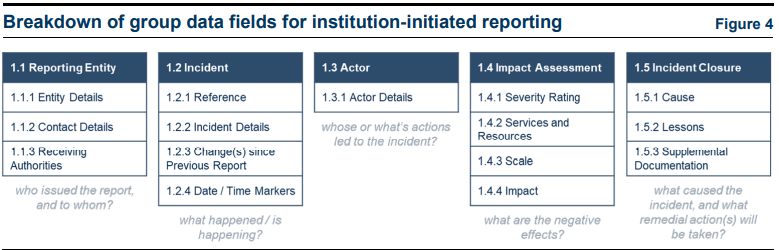 Breakdown of group data fields for institution-initiated reporting
Figure 4
1.1 Reporting Entity
1.1.1 Entity Details
1.1.2 Contact Details
1.1.3 Receiving
Authorities
who issued the report,
and to whom?
1.2 Incident
1.2.1 Reference
1.2.2 Incident Details
1.2.3 Change(s) since
Previous Report
1.2.4 Date / Time Markers
what happened / is
happening?
1.3 Actor
1.3.1 Actor Details
whose or what's actions
led to the incident?
1.4 Impact Assessment
1.4.1 Severity Rating
1.4.2 Services and
Resources
1.4.3 Scale
1.4.4 Impact
what are the negative
effects?
1.5 Incident Closure
1.5.1 Cause
1.5.2 Lessons
1.5.3 Supplemental
Documentation
what caused the
incident, and what
remedial action(s) will
be taken?